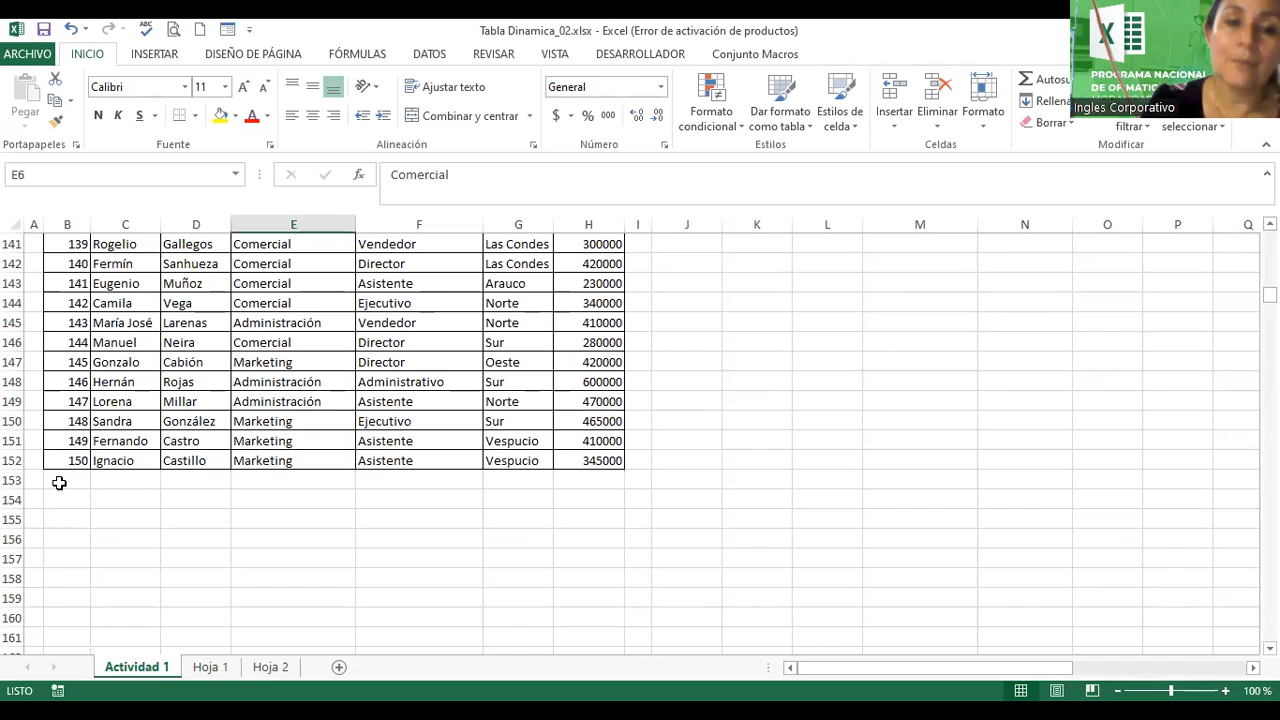 Tabla Dinamica_02.xlsx - Excel (Error de activación de productos)
ARCHIVO INICIO INSERTAR DISEÑO DE PÁGINA FÓRMULAS DATOS REVISAR VISTA DESARROLLADOR Conjunto Macros
PROGRAMA NACIONAL
Ingles Corporativo
Pegar
Calibri 11
N K S
Ajustar texto
Combinar y centrar
General
$ % 000
Formato condicional
Dar formato como tabla
Estilos de celda
Insertar Eliminar Formato
Borrar
filtrar
seleccionar
Portapapeles Fuente Alineación Número Estilos Celdas Modificar
E6 fx Comercial
A B C D E F G H I J K L M N O P Q
141 139 Rogelio Gallegos Comercial Vendedor Las Condes 300000
142 140 Fermín Sanhueza Comercial Director Las Condes 420000
143 141 Eugenio Muñoz Comercial Asistente Arauco 230000
144 142 Camila Vega Comercial Ejecutivo Norte 340000
145 143 María José Larenas Administración Vendedor Norte 410000
146 144 Manuel Neira Comercial Director Sur 280000
147 145 Gonzalo Cabión Marketing Director Oeste 420000
148 146 Hernán Rojas Administración Administrativo Sur 600000
149 147 Lorena Millar Administración Asistente Norte 470000
150 148 Sandra González Marketing Ejecutivo Sur 465000
151 149 Fernando Castro Marketing Asistente Vespucio 410000
152 150 Ignacio Castillo Marketing Asistente Vespucio 345000
153
154
155
156
157
158
159
160
161
Actividad 1 Hoja 1 Hoja 2
LISTO 100 %